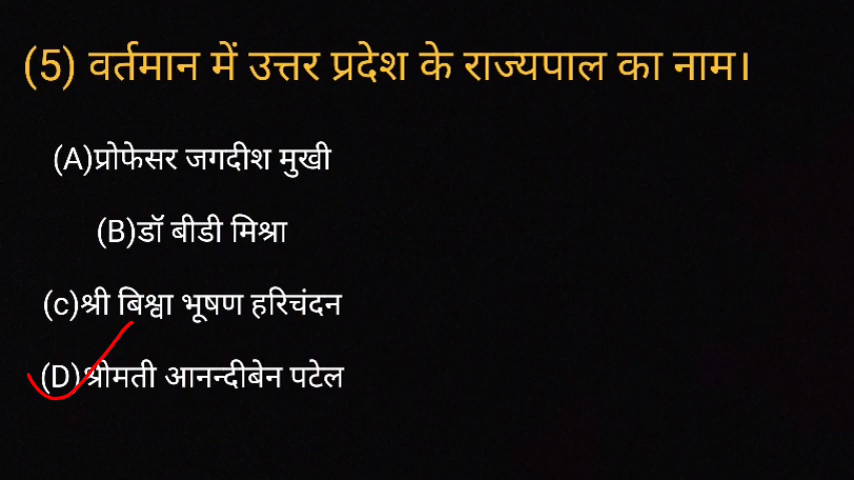 (5) वर्तमान में उत्तर प्रदेश के राज्यपाल का नाम।
(A)प्रोफेसर जगदीश मुखी
(B)डॉ बीडी मिश्रा
(c)श्री बिश्वा भूषण हरिचंदन
(D)श्रीमती आनन्दीबेन पटेल